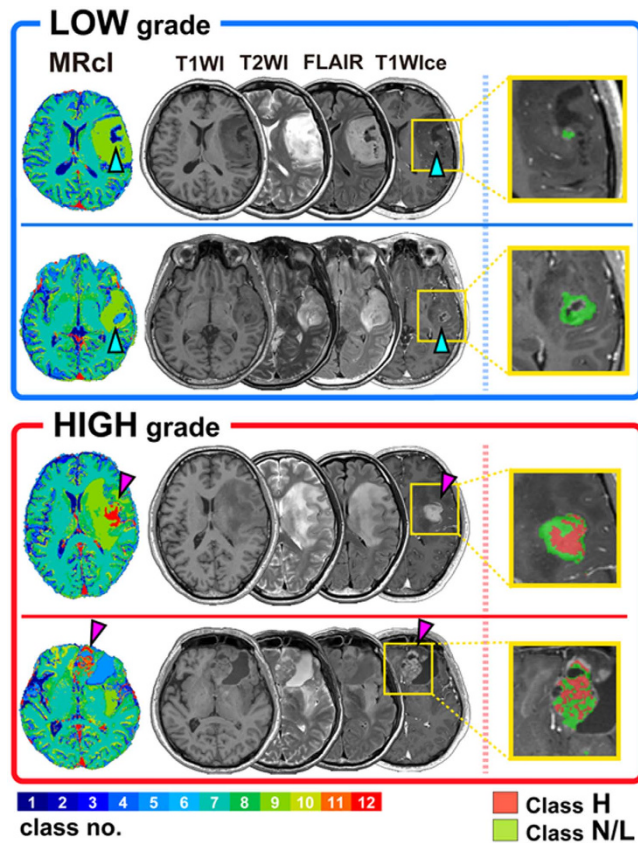 LOW grade
MRcI T1WI T2WI FLAIR T1WIce
HIGH grade
1 2 3 4 5 6 7 8 9 10 11 12
class no.
Class H
Class N/L